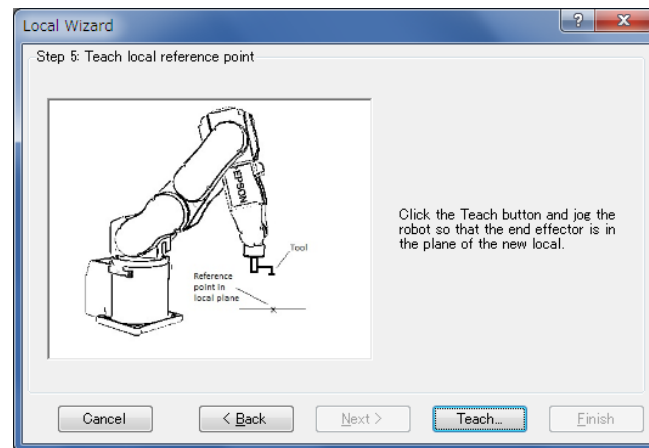 Local Wizard
Step 5: Teach local reference point
EPSON
Tool
Reference
point in
local plane
Click the Teach button and jog the
robot so that the end effector is in
the plane of the new local.
Cancel
< Back
Next >
Teach...
Finish